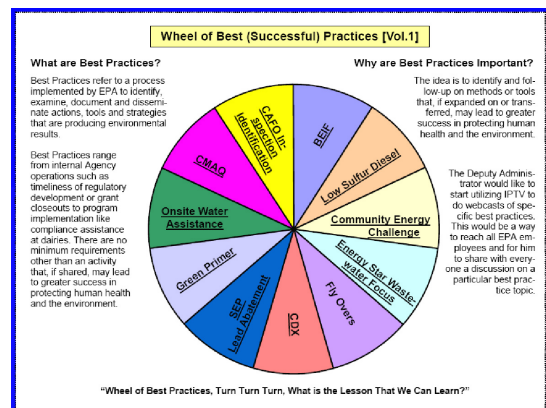 Wheel of Best (Successful) Practices [Vol.1]
What are Best Practices?
Best Practices refer to a process
implemented by EPA to identify,
examine, document and dissemi-
nate actions, tools and strategies
that are producing environmental
results.
Best Practices range
from internal Agency
operations such as
timeliness of regulatory
development or grant
closeouts to program
implementation like
compliance assistance
at dairies. There are no
minimum requirements
other than an activity
that, if shared, may lead
to greater success in
protecting human health
and the environment.
Why are Best Practices Important?
The idea is to identify and fol-
low-up on methods or tools
that, if expanded on or trans-
ferred, may lead to greater
success in protecting human
health and the environment.
The Deputy Adminis-
trator would like to
start utilizing IPTV to
do webcasts of spe-
cific best practices.
This would be a way
to reach all EPA em-
ployees and for him
to share with every-
one a discussion on a
particular best prac-
tice topic.
BEIF
Low Sulfur Diesel
Community Energy
Challenge
Energy Star Waste-
water Focus
Fly Overs
CDX
SEP
Lead Abatement
Green Primer
Onsite Water
Assistance
CMAQ
CAFO In-
spection
Identification
“Wheel of Best Practices, Turn Turn Turn, What is the Lesson That We Can Learn?”